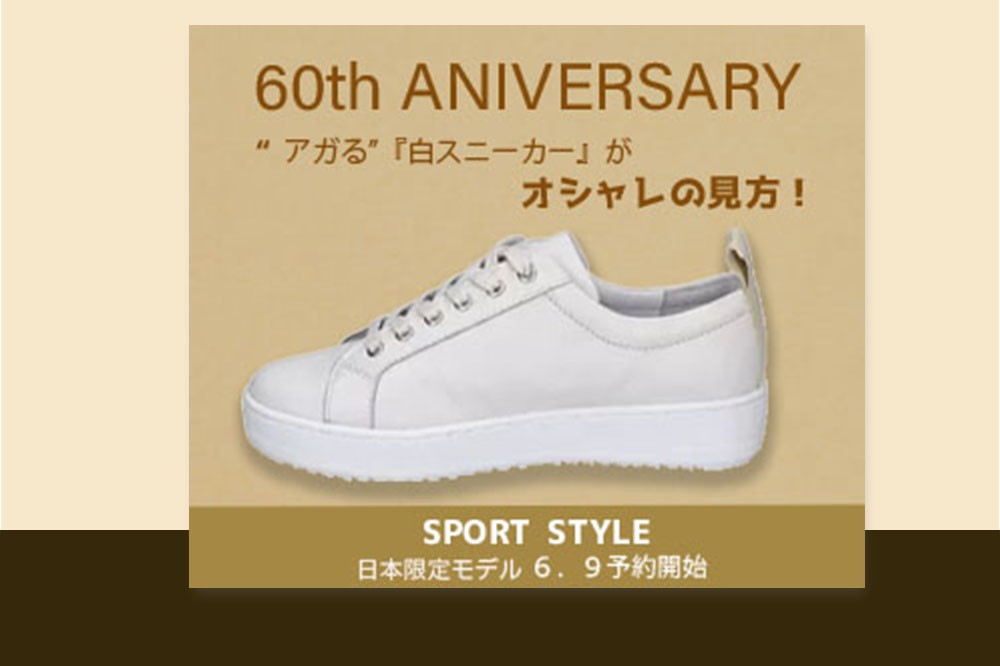 60th ANIVERSARY
“ アガる”『白スニーカー』が
オシャレの見方！
SPORT STYLE
日本限定モデル ６．９予約開始